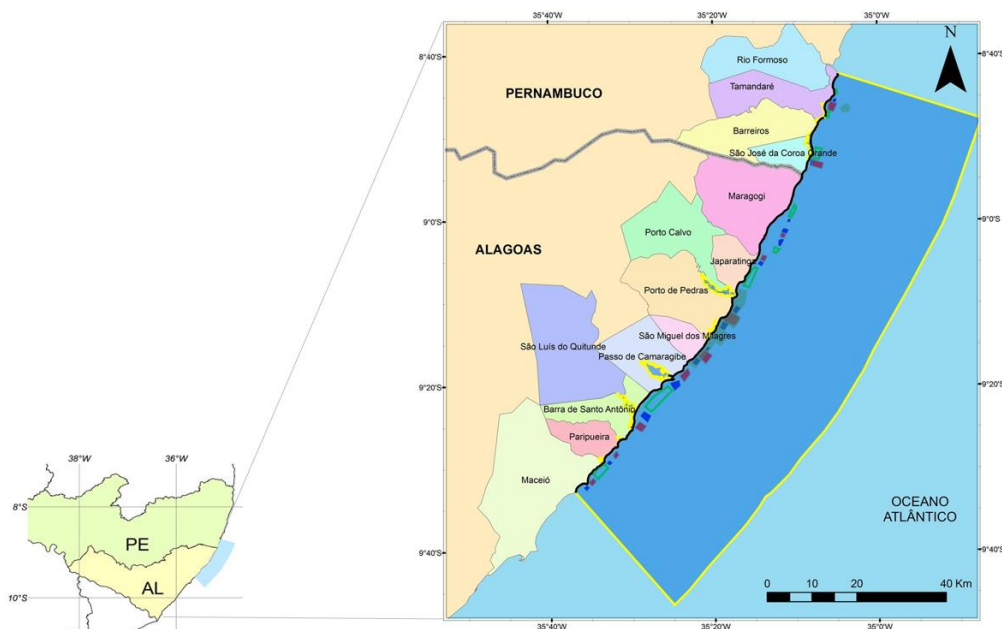 35°40'W
35°20'W
35°0'W
N
8°40'S
8°40'S
Rio Formoso
Tamandaré
PERNAMBUCO
Barreiros
São José da Coroa Grande
Maragogi
9°0'S
9°0'S
Porto Calvo
ALAGOAS
Japaratinga
Porto de Pedras
São Miguel dos Milagres
São Luís do Quitunde
Passo de Camaragibe
9°20'S
9°20'S
Barra de Santo Antônio
Paripueira
Maceió
OCEANO
ATLÂNTICO
9°40'S
9°40'S
0 5 10 20 40 Km
35°40'W
35°20'W
35°0'W
38°W
36°W
8°S
PE
AL
10°S